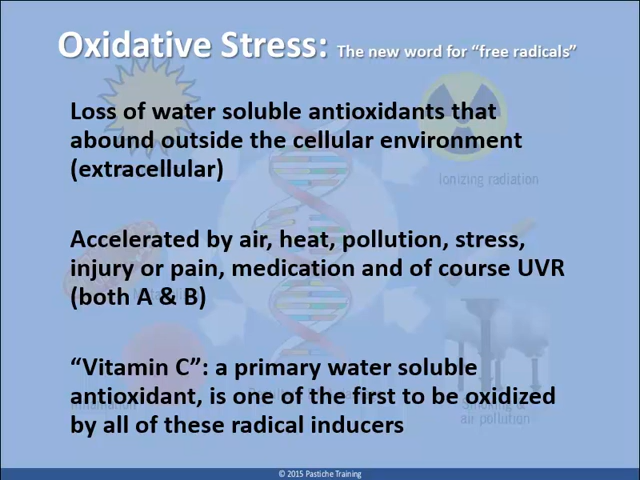 Oxidative Stress: The new word for “free radicals”
Loss of water soluble antioxidants that
abound outside the cellular environment
(extracellular)
Ionizing radiation
Accelerated by air, heat, pollution, stress,
injury or pain, medication and of course UVR
(both A & B)
“Vitamin C”: a primary water soluble
antioxidant, is one of the first to be oxidized
by all of these radical inducers
air pollution
© 2015 Pastiche Training